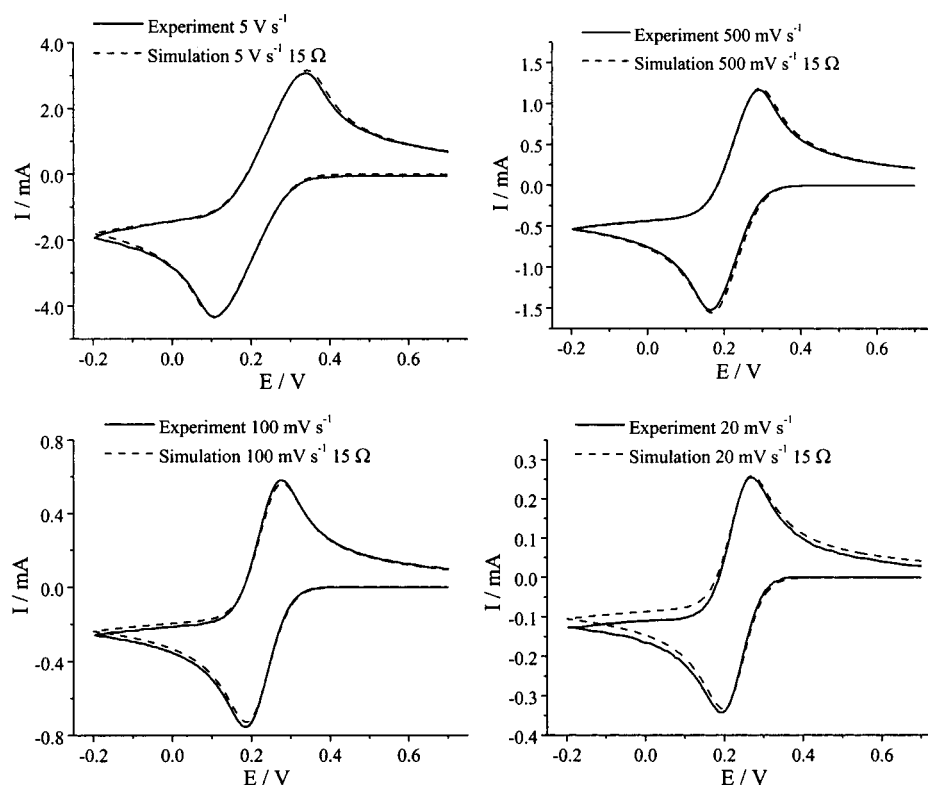 Experiment 5 V s⁻¹
Simulation 5 V s⁻¹ 15 Ω
4.0
2.0
0.0
-2.0
-4.0
I / mA
-0.2 0.0 0.2 0.4 0.6
E / V
Experiment 500 mV s⁻¹
Simulation 500 mV s⁻¹ 15 Ω
1.5
1.0
0.5
0.0
-0.5
-1.0
-1.5
I / mA
-0.2 0.0 0.2 0.4 0.6
E / V
Experiment 100 mV s⁻¹
Simulation 100 mV s⁻¹ 15 Ω
0.8
0.4
0.0
-0.4
-0.8
I / mA
-0.2 0.0 0.2 0.4 0.6
E / V
Experiment 20 mV s⁻¹
Simulation 20 mV s⁻¹ 15 Ω
0.3
0.2
0.1
0.0
-0.1
-0.2
-0.3
-0.4
I / mA
-0.2 0.0 0.2 0.4 0.6
E / V